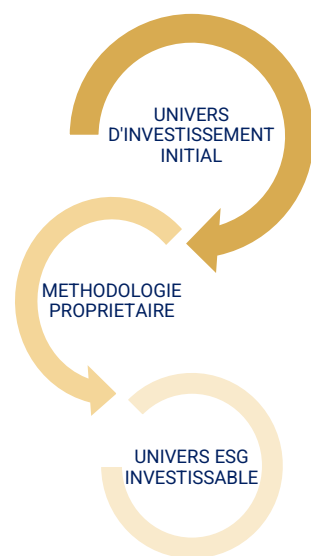 UNIVERS
D'INVESTISSEMENT
INITIAL
METHODOLOGIE
PROPRIETAIRE
UNIVERS ESG
INVESTISSABLE